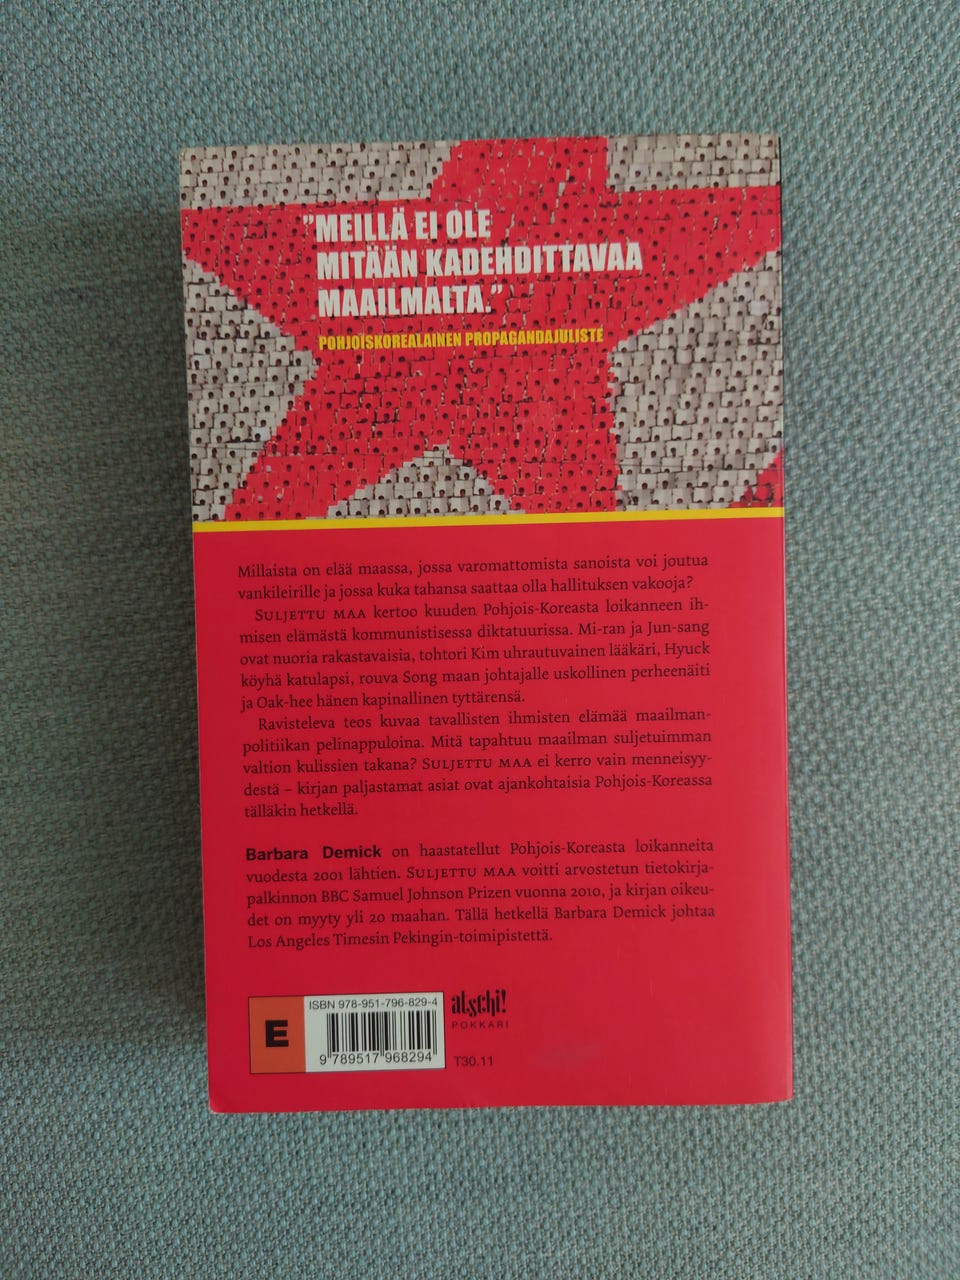 ”MEILLÄ EI OLE
MITÄÄN KADEHDITTAVAA
MAAILMALTA.”
POHJOISKOREALAINEN PROPAGANDAJULISTE
Millaista on elää maassa, jossa varomattomista sanoista voi joutua
vankileirille ja jossa kuka tahansa saattaa olla hallituksen vakooja?
SULJETTU MAA kertoo kuuden Pohjois-Koreasta loikanneen ih-
misen elämästä kommunistisessa diktatuurissa. Mi-ran ja Jun-sang
ovat nuoria rakastavaisia, tohtori Kim uhrautuvainen lääkäri, Hyuck
köyhä katulapsi, rouva Song maan johtajalle uskollinen perheenäiti
ja Oak-hee hänen kapinallinen tyttärensä.
Ravisteleva teos kuvaa tavallisten ihmisten elämää maailman-
politiikan pelinappuloina. Mitä tapahtuu maailman suljetuimman
valtion kulissien takana? SULJETTU MAA ei kerro vain menneisyy-
destä – kirjan paljastamat asiat ovat ajankohtaisia Pohjois-Koreassa
tälläkin hetkellä.
Barbara Demick on haastatellut Pohjois-Koreasta loikanneita
vuodesta 2001 lähtien. SULJETTU MAA voitti arvostetun tietokirja-
palkinnon BBC Samuel Johnson Prizen vuonna 2010, ja kirjan oikeu-
det on myyty yli 20 maahan. Tällä hetkellä Barbara Demick johtaa
Los Angeles Timesin Pekingin-toimipistettä.
E
ISBN 978-951-796-829-4
9 789517 968294
atschi!
POKKARI
T30.11